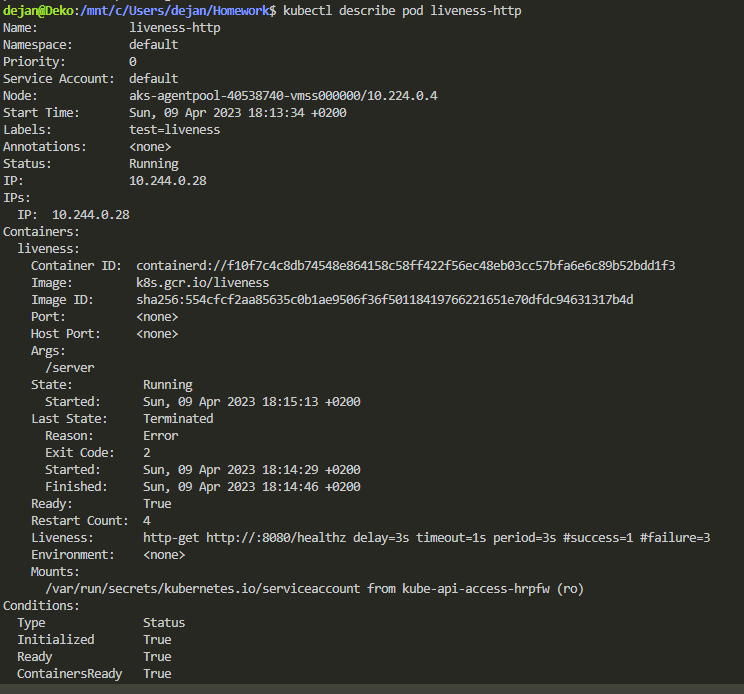 dejan@Deko:/mnt/c/Users/dejan/Homework$ kubectl describe pod liveness-http
Name:             liveness-http
Namespace:        default
Priority:         0
Service Account:  default
Node:             aks-agentpool-40538740-vmss000000/10.224.0.4
Start Time:       Sun, 09 Apr 2023 18:13:34 +0200
Labels:           test=liveness
Annotations:      <none>
Status:           Running
IP:               10.244.0.28
IPs:
  IP:  10.244.0.28
Containers:
  liveness:
    Container ID:  containerd://f10f7c4c8db74548e864158c58ff422f56ec48eb03cc57bfa6e6c89b52bdd1f3
    Image:         k8s.gcr.io/liveness
    Image ID:      sha256:554cfcf2aa85635c0b1ae9506f36f50118419766221651e70dfdc94631317b4d
    Port:          <none>
    Host Port:     <none>
    Args:
      /server
    State:          Running
      Started:      Sun, 09 Apr 2023 18:15:13 +0200
    Last State:     Terminated
      Reason:       Error
      Exit Code:    2
      Started:      Sun, 09 Apr 2023 18:14:29 +0200
      Finished:     Sun, 09 Apr 2023 18:14:46 +0200
    Ready:          True
    Restart Count:  4
    Liveness:       http-get http://:8080/healthz delay=3s timeout=1s period=3s #success=1 #failure=3
    Environment:    <none>
    Mounts:
      /var/run/secrets/kubernetes.io/serviceaccount from kube-api-access-hrpfw (ro)
Conditions:
  Type              Status
  Initialized       True
  Ready             True
  ContainersReady   True